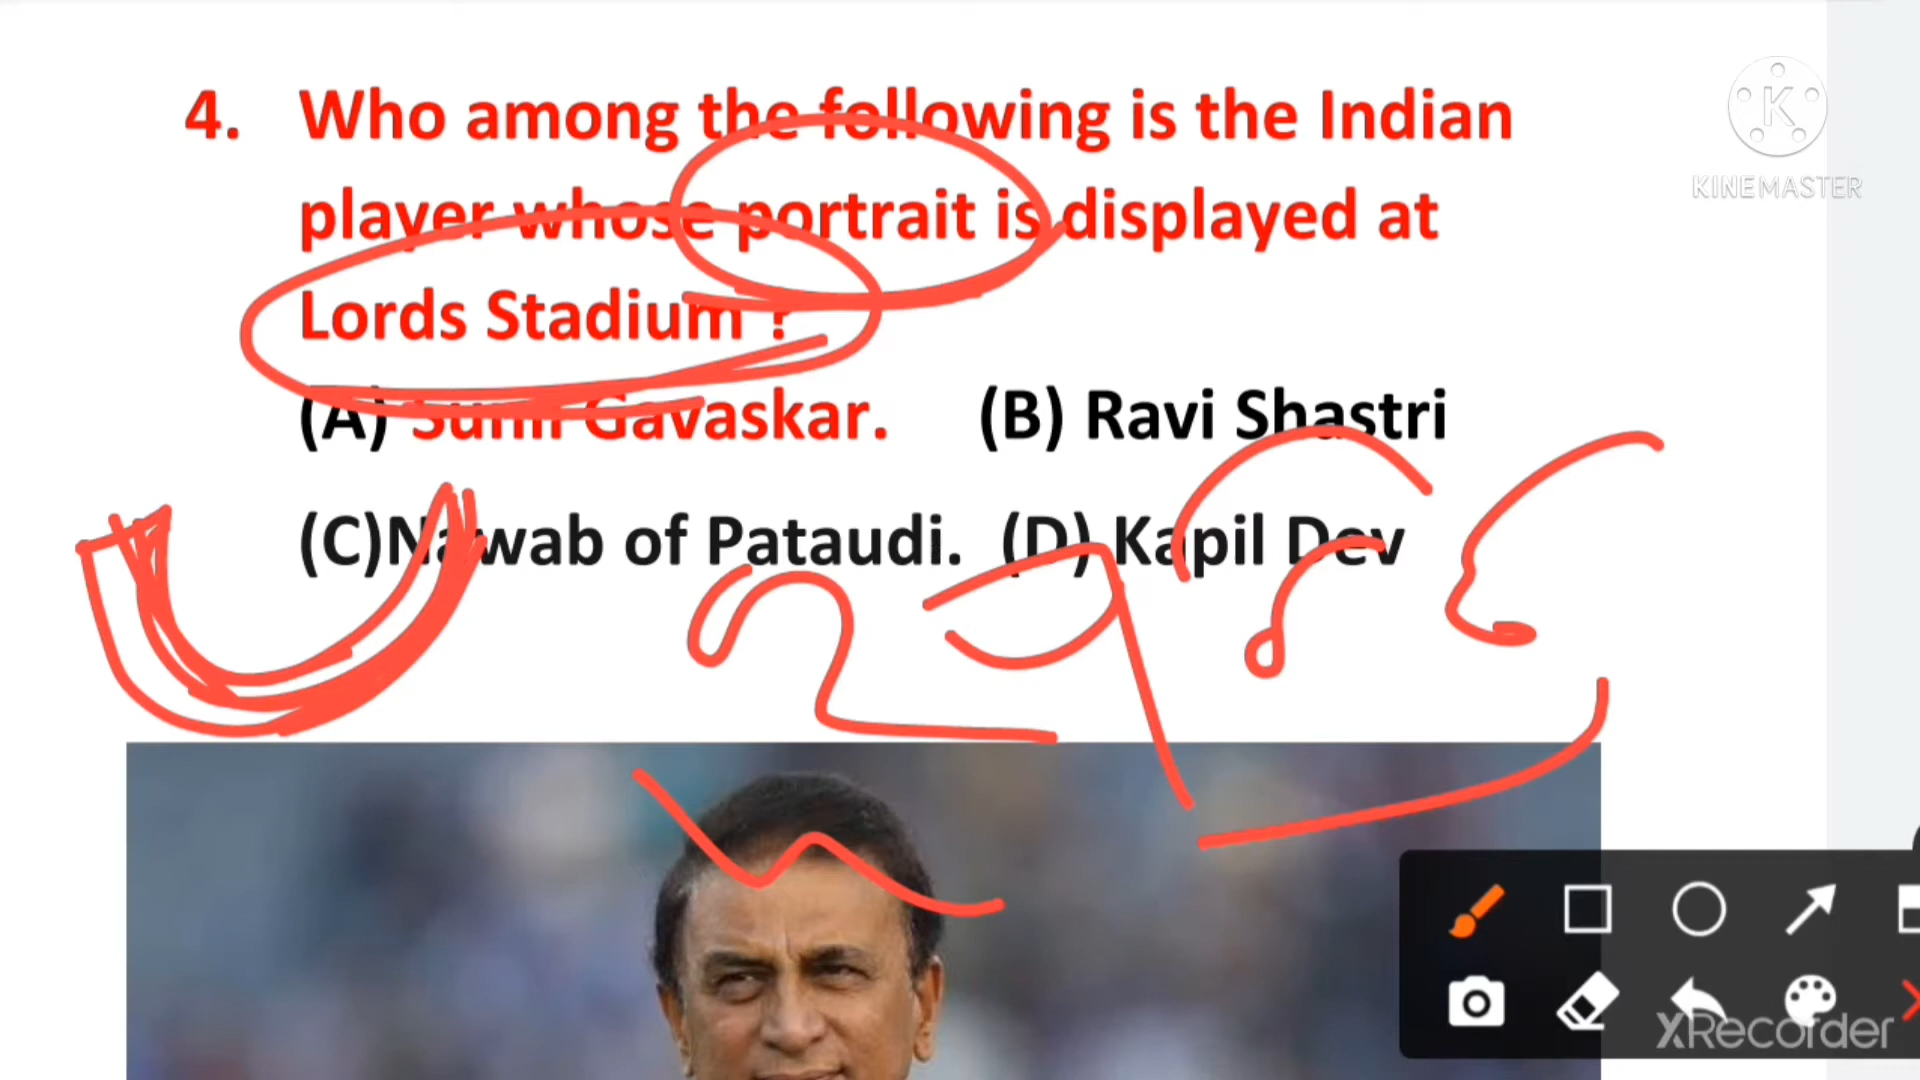 4. Who among the following is the Indian
player whose portrait is displayed at
Lords Stadium ?
(A) Sunil Gavaskar. (B) Ravi Shastri
(C)Nawab of Pataudi. (D) Kapil Dev
KINEMASTER
XRecorder